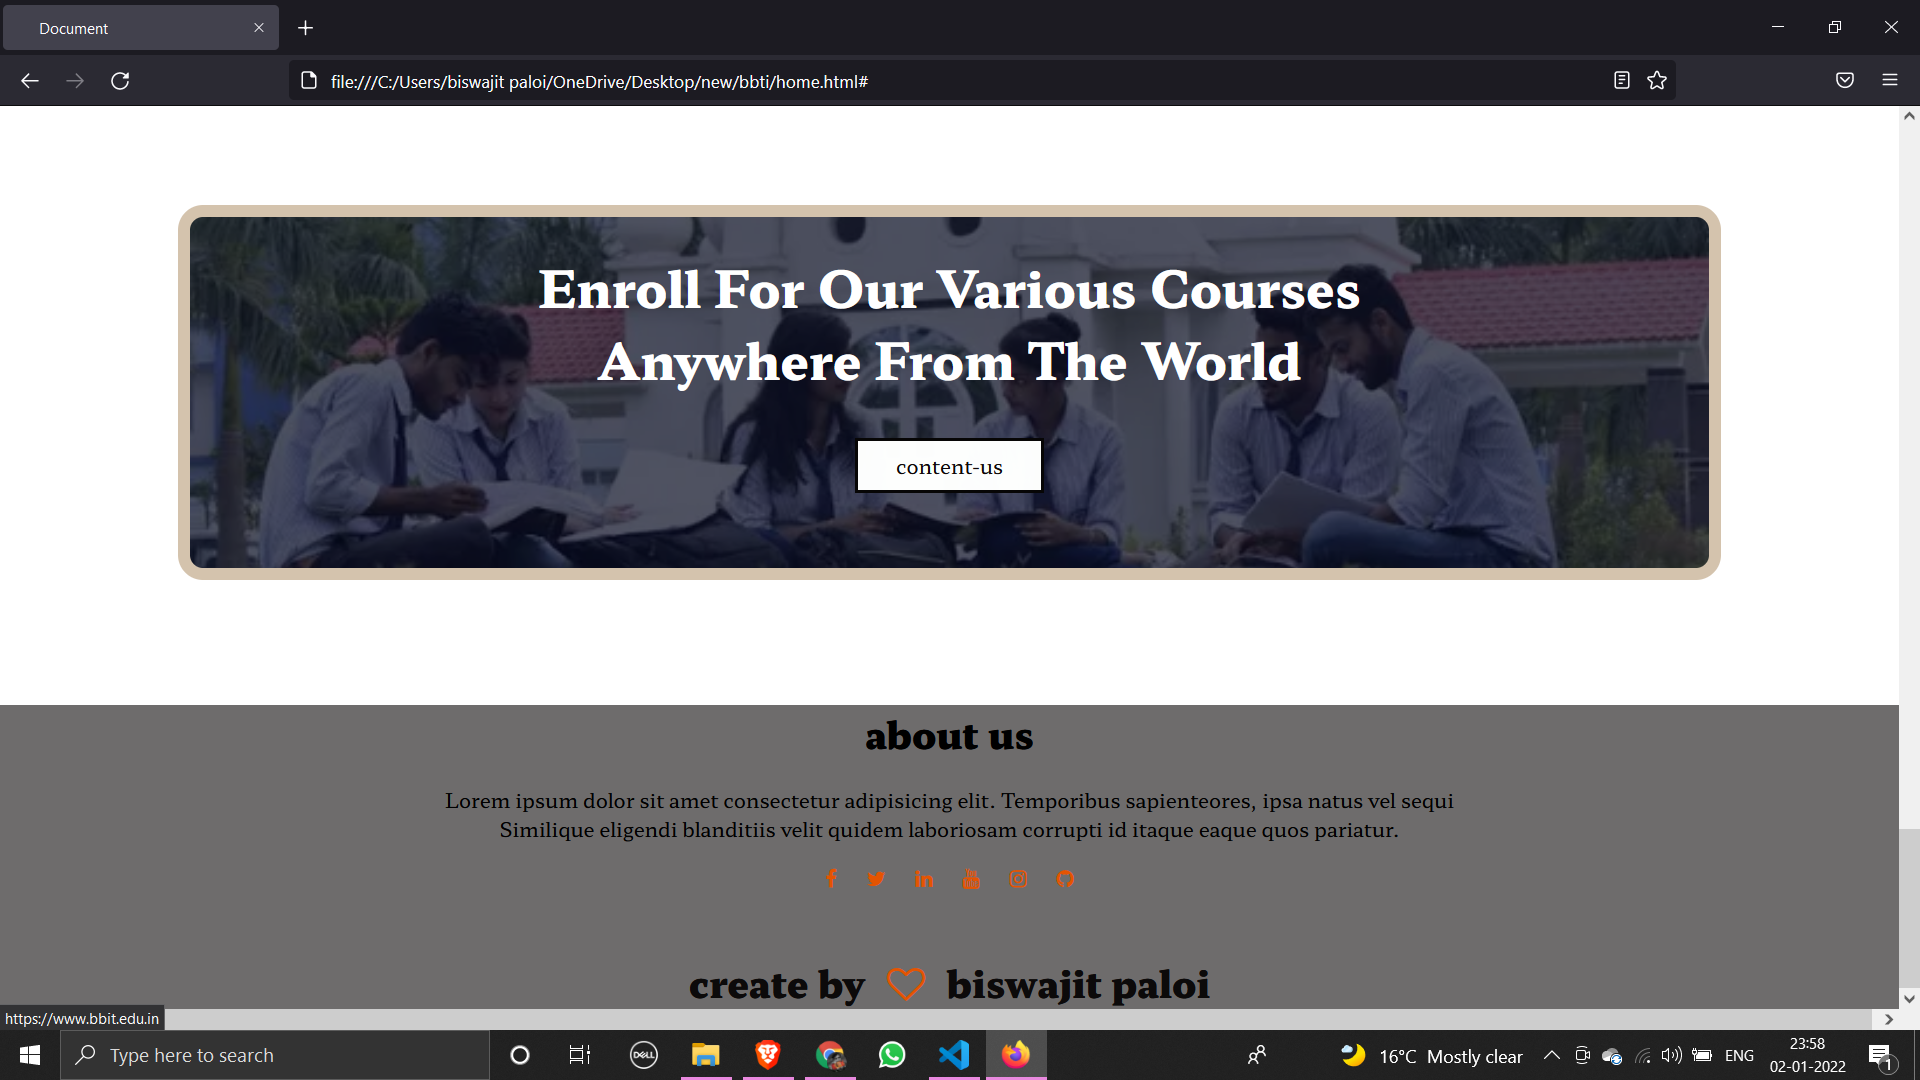 Document
file:///C:/Users/biswajit paloi/OneDrive/Desktop/new/bbti/home.html#
Enroll For Our Various Courses
Anywhere From The World
content-us
about us
Lorem ipsum dolor sit amet consectetur adipisicing elit. Temporibus sapienteores, ipsa natus vel sequi
Similique eligendi blanditiis velit quidem laboriosam corrupti id itaque eaque quos pariatur.
create by biswajit paloi
https://www.bbit.edu.in
Type here to search
DELL
16°C Mostly clear
ENG
23:58
02-01-2022
1